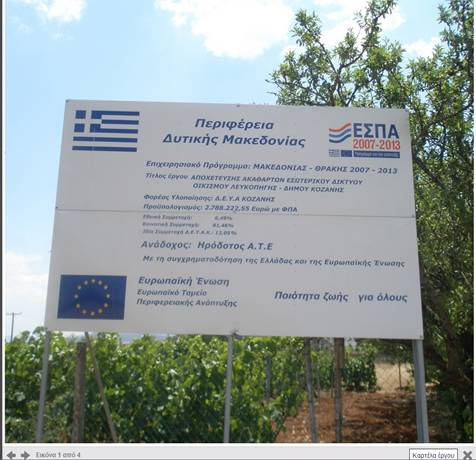 Περιφέρεια
Δυτικής Μακεδονίας
ΕΣΠΑ
2007-2013
Επιχειρησιακό Πρόγραμμα: ΜΑΚΕΔΟΝΙΑΣ - ΘΡΑΚΗΣ 2007 - 2013
Τίτλος έργου: ΑΠΟΧΕΤΕΥΣΗΣ ΑΚΑΘΑΡΤΩΝ ΕΣΩΤΕΡΙΚΟΥ ΔΙΚΤΥΟΥ
ΟΙΚΙΣΜΟΥ ΛΕΥΚΟΠΗΓΗΣ - ΔΗΜΟΥ ΚΟΖΑΝΗΣ
Φορέας Υλοποίησης: Δ.Ε.Υ.Α ΚΟΖΑΝΗΣ
Προϋπολογισμός: 2.788.222,55 Ευρώ με ΦΠΑ
Εθνική Συμμετοχή: 6,49%
Κοινοτική Συμμετοχή: 81,46%
Ιδία Συμμετοχή Δ.Ε.Υ.Α.Κ.: 12,05%
Ανάδοχος: Ηρόδοτος Α.Τ.Ε
Με τη συγχρηματοδότηση της Ελλάδας και της Ευρωπαϊκής Ένωσης
Ευρωπαϊκή Ένωση
Ευρωπαϊκό Ταμείο
Περιφερειακής Ανάπτυξης
Ποιότητα ζωής για όλους
Εικόνα 1 από 4
Καρτέλα έργου